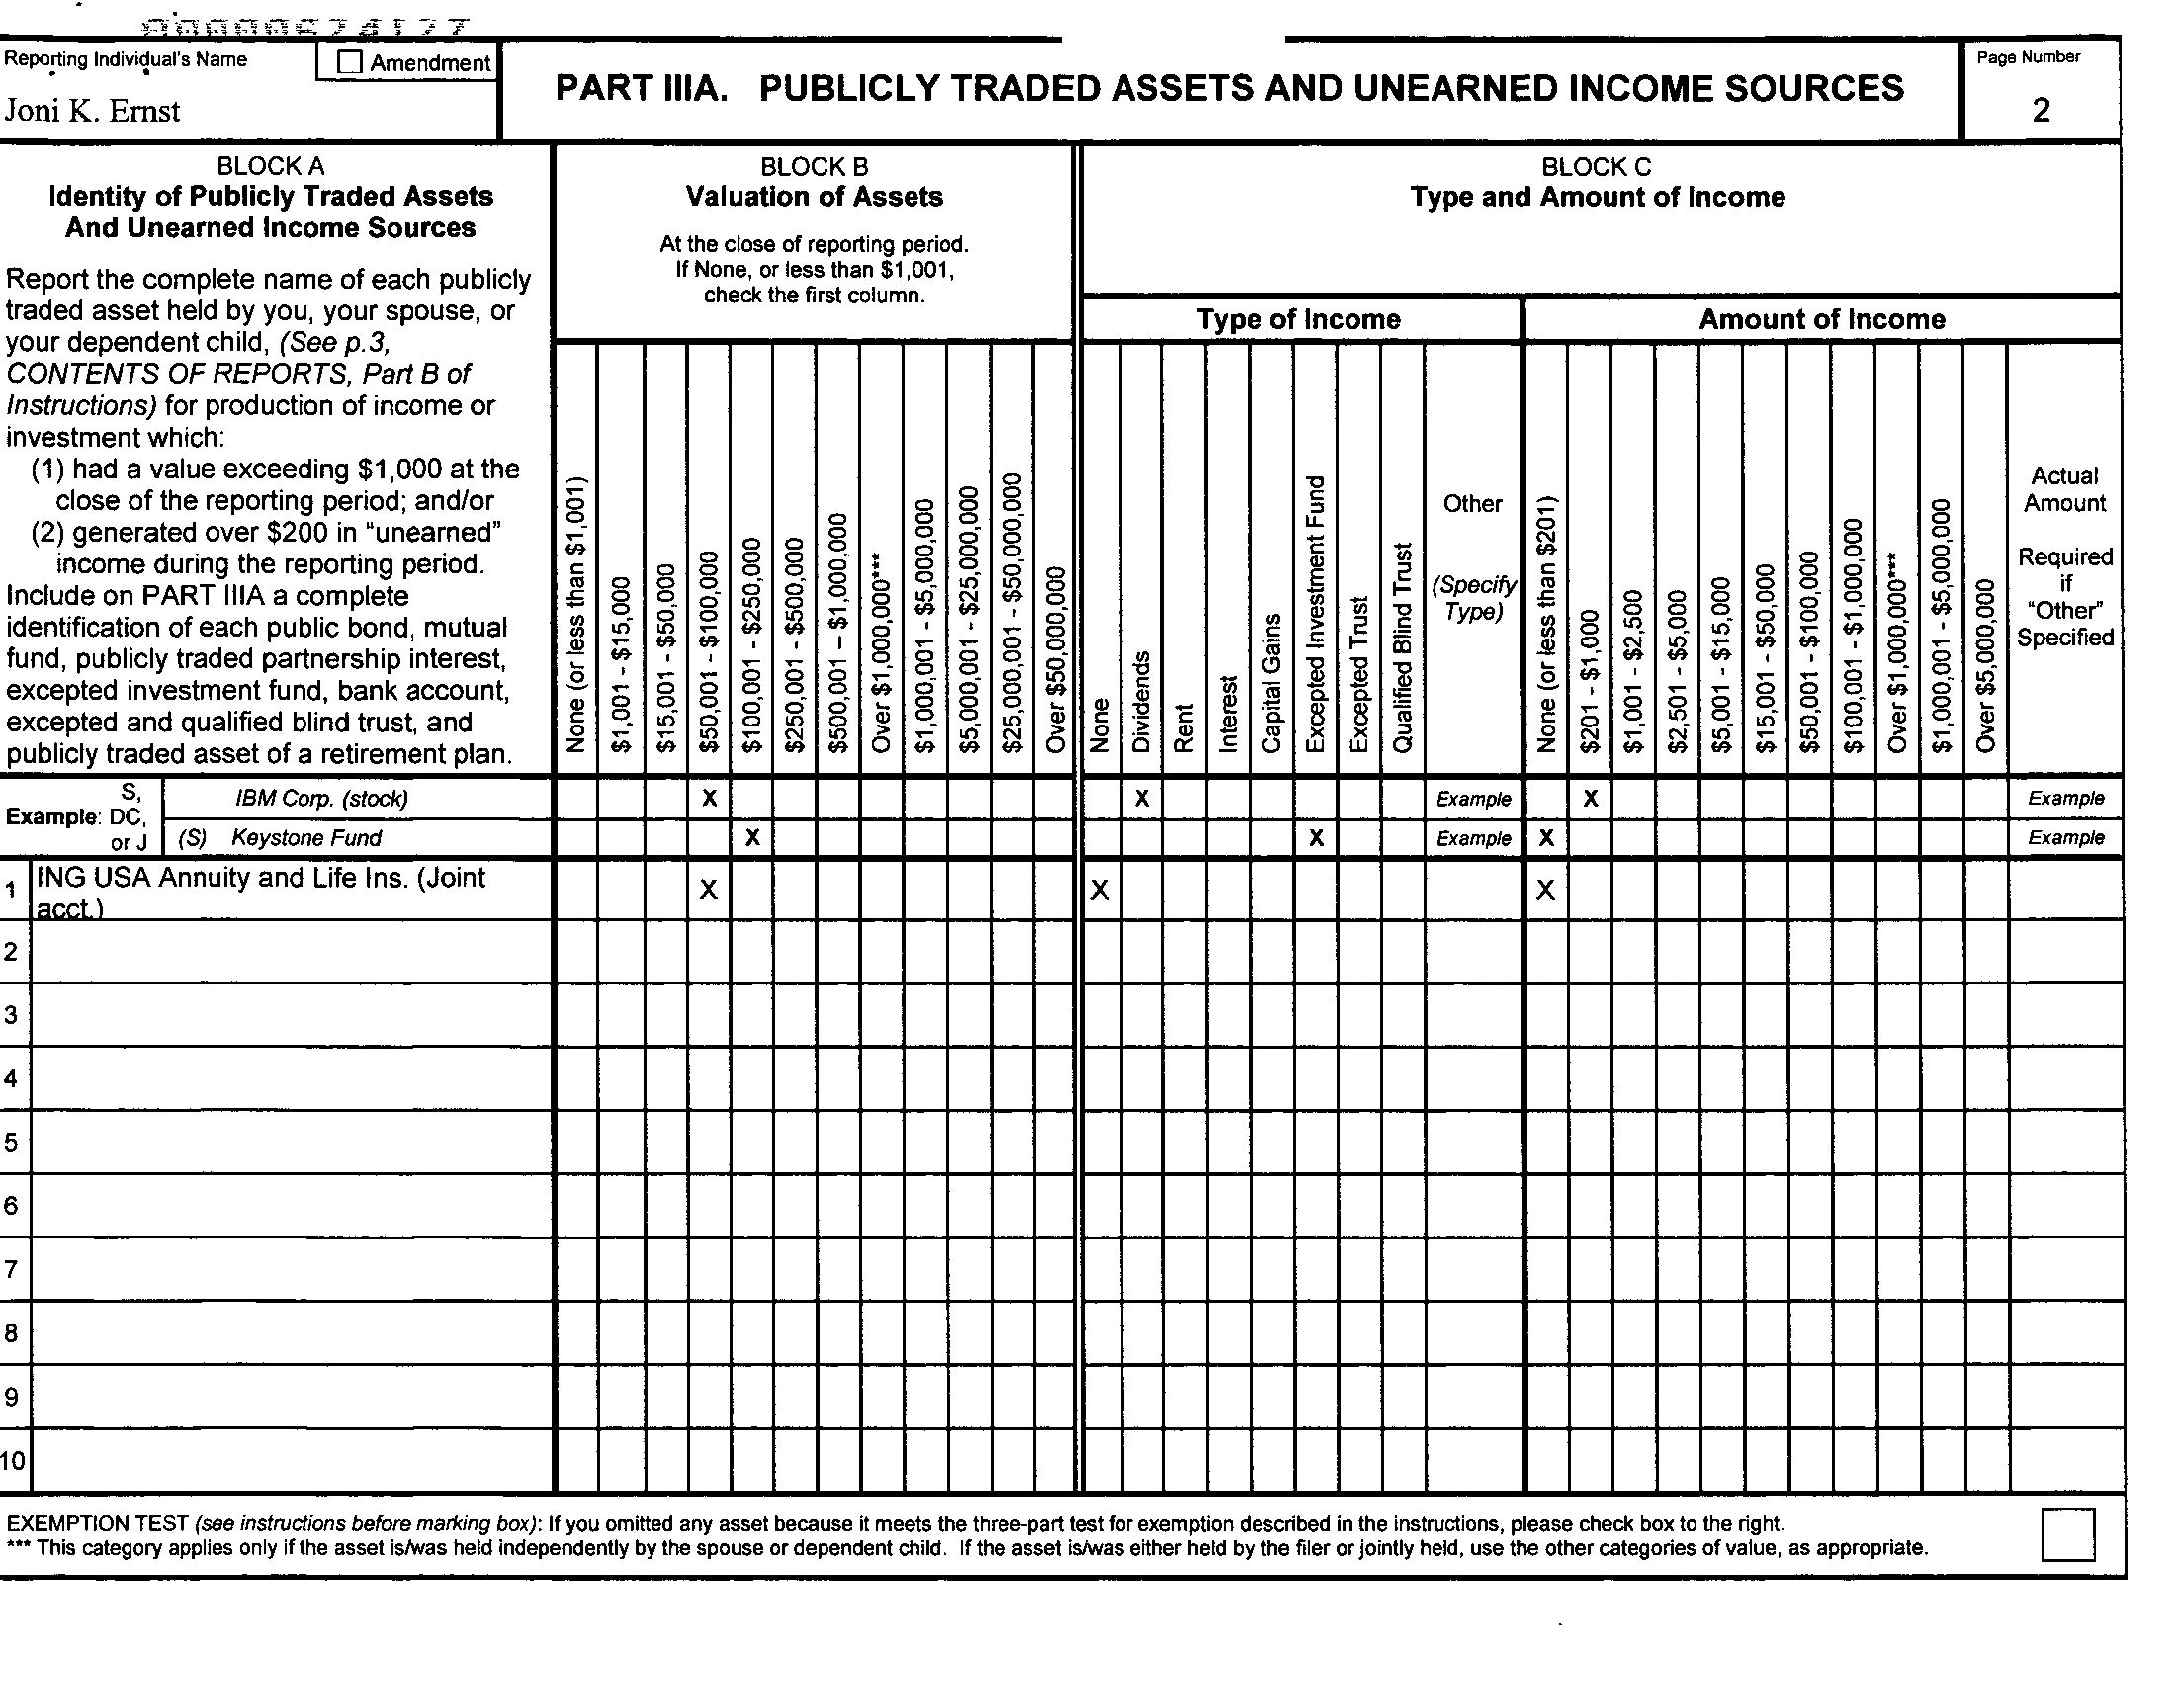 Reporting Individual's Name
Amendment
Joni K. Ernst
PART IIIA. PUBLICLY TRADED ASSETS AND UNEARNED INCOME SOURCES
Page Number
2
BLOCK A
Identity of Publicly Traded Assets
And Unearned Income Sources
Report the complete name of each publicly
traded asset held by you, your spouse, or
your dependent child, (See p.3,
CONTENTS OF REPORTS, Part B of
Instructions) for production of income or
investment which:
(1) had a value exceeding $1,000 at the
close of the reporting period; and/or
(2) generated over $200 in “unearned”
income during the reporting period.
Include on PART IIIA a complete
identification of each public bond, mutual
fund, publicly traded partnership interest,
excepted investment fund, bank account,
excepted and qualified blind trust, and
publicly traded asset of a retirement plan.
BLOCK B
Valuation of Assets
At the close of reporting period.
If None, or less than $1,001,
check the first column.
None (or less than $1,001)
$1,001 - $15,000
$15,001 - $50,000
$50,001 - $100,000
$100,001 - $250,000
$250,001 - $500,000
$500,001 – $1,000,000
Over $1,000,000***
$1,000,001 - $5,000,000
$5,000,001 - $25,000,000
$25,000,001 - $50,000,000
Over $50,000,000
BLOCK C
Type and Amount of Income
Type of Income
None
Dividends
Rent
Interest
Capital Gains
Excepted Investment Fund
Excepted Trust
Qualified Blind Trust
Other
(Specify
Type)
Amount of Income
None (or less than $201)
$201 - $1,000
$1,001 - $2,500
$2,501 - $5,000
$5,001 - $15,000
$15,001 - $50,000
$50,001 - $100,000
$100,001 - $1,000,000
Over $1,000,000***
$1,000,001 - $5,000,000
Over $5,000,000
Actual
Amount
Required
if
“Other”
Specified
Example: S, DC, or J
IBM Corp. (stock) X X Example X Example
(S) Keystone Fund X X Example X Example
1 ING USA Annuity and Life Ins. (Joint
acct.) X X X
2
3
4
5
6
7
8
9
10
EXEMPTION TEST (see instructions before marking box): If you omitted any asset because it meets the three-part test for exemption described in the instructions, please check box to the right.
*** This category applies only if the asset is/was held independently by the spouse or dependent child. If the asset is/was either held by the filer or jointly held, use the other categories of value, as appropriate.